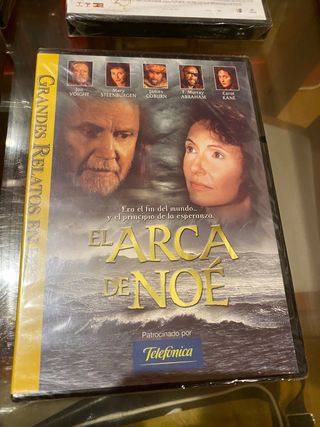 GRANDES RELATOS EN
Jon VOIGHT
Mary STEENBURGEN
James COBURN
F. Murray ABRAHAM
Carol KANE
Era el fin del mundo...
y el principio de la esperanza.
EL ARCA
DE NOÉ
Patrocinado por
Telefónica